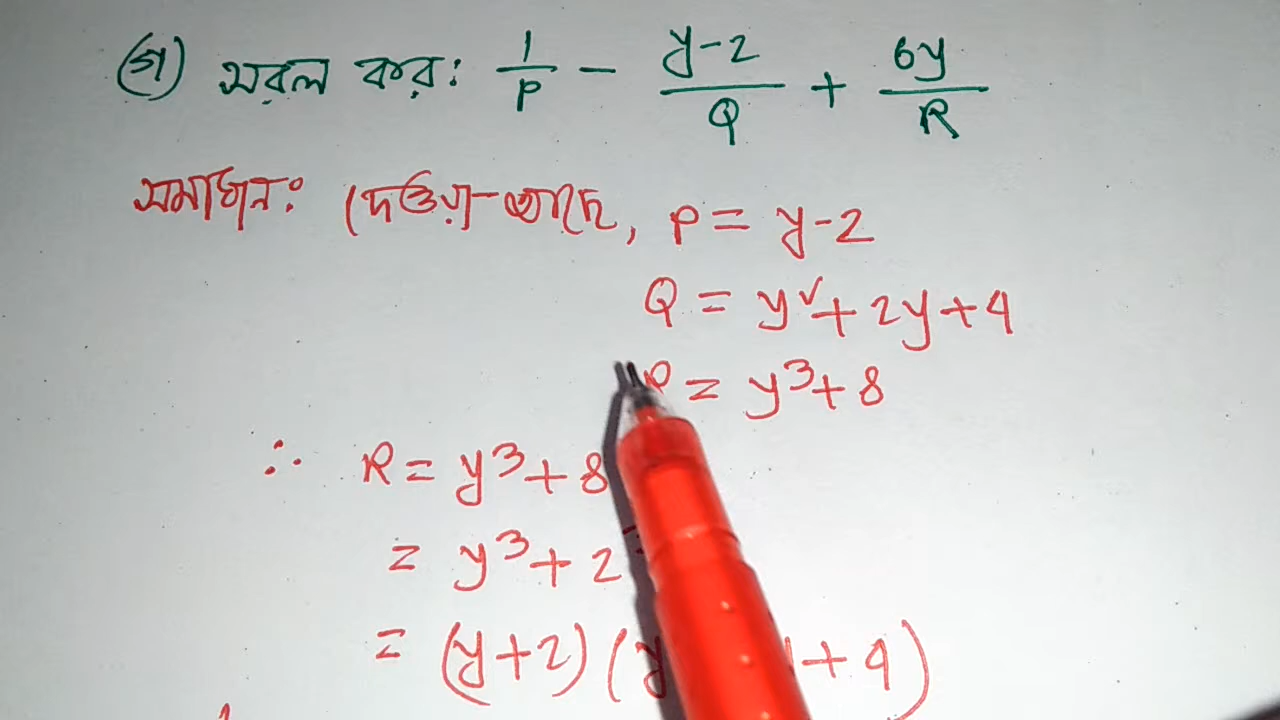 (গ) সরল কর: 1/P - y-2/Q + 6y/R
সমাধান: দেওয়া আছে, P = y-2
Q = y² + 2y + 4
R = y³ + 8
∴ R = y³ + 8
= y³ + 2
= (y+2)(y + 4)